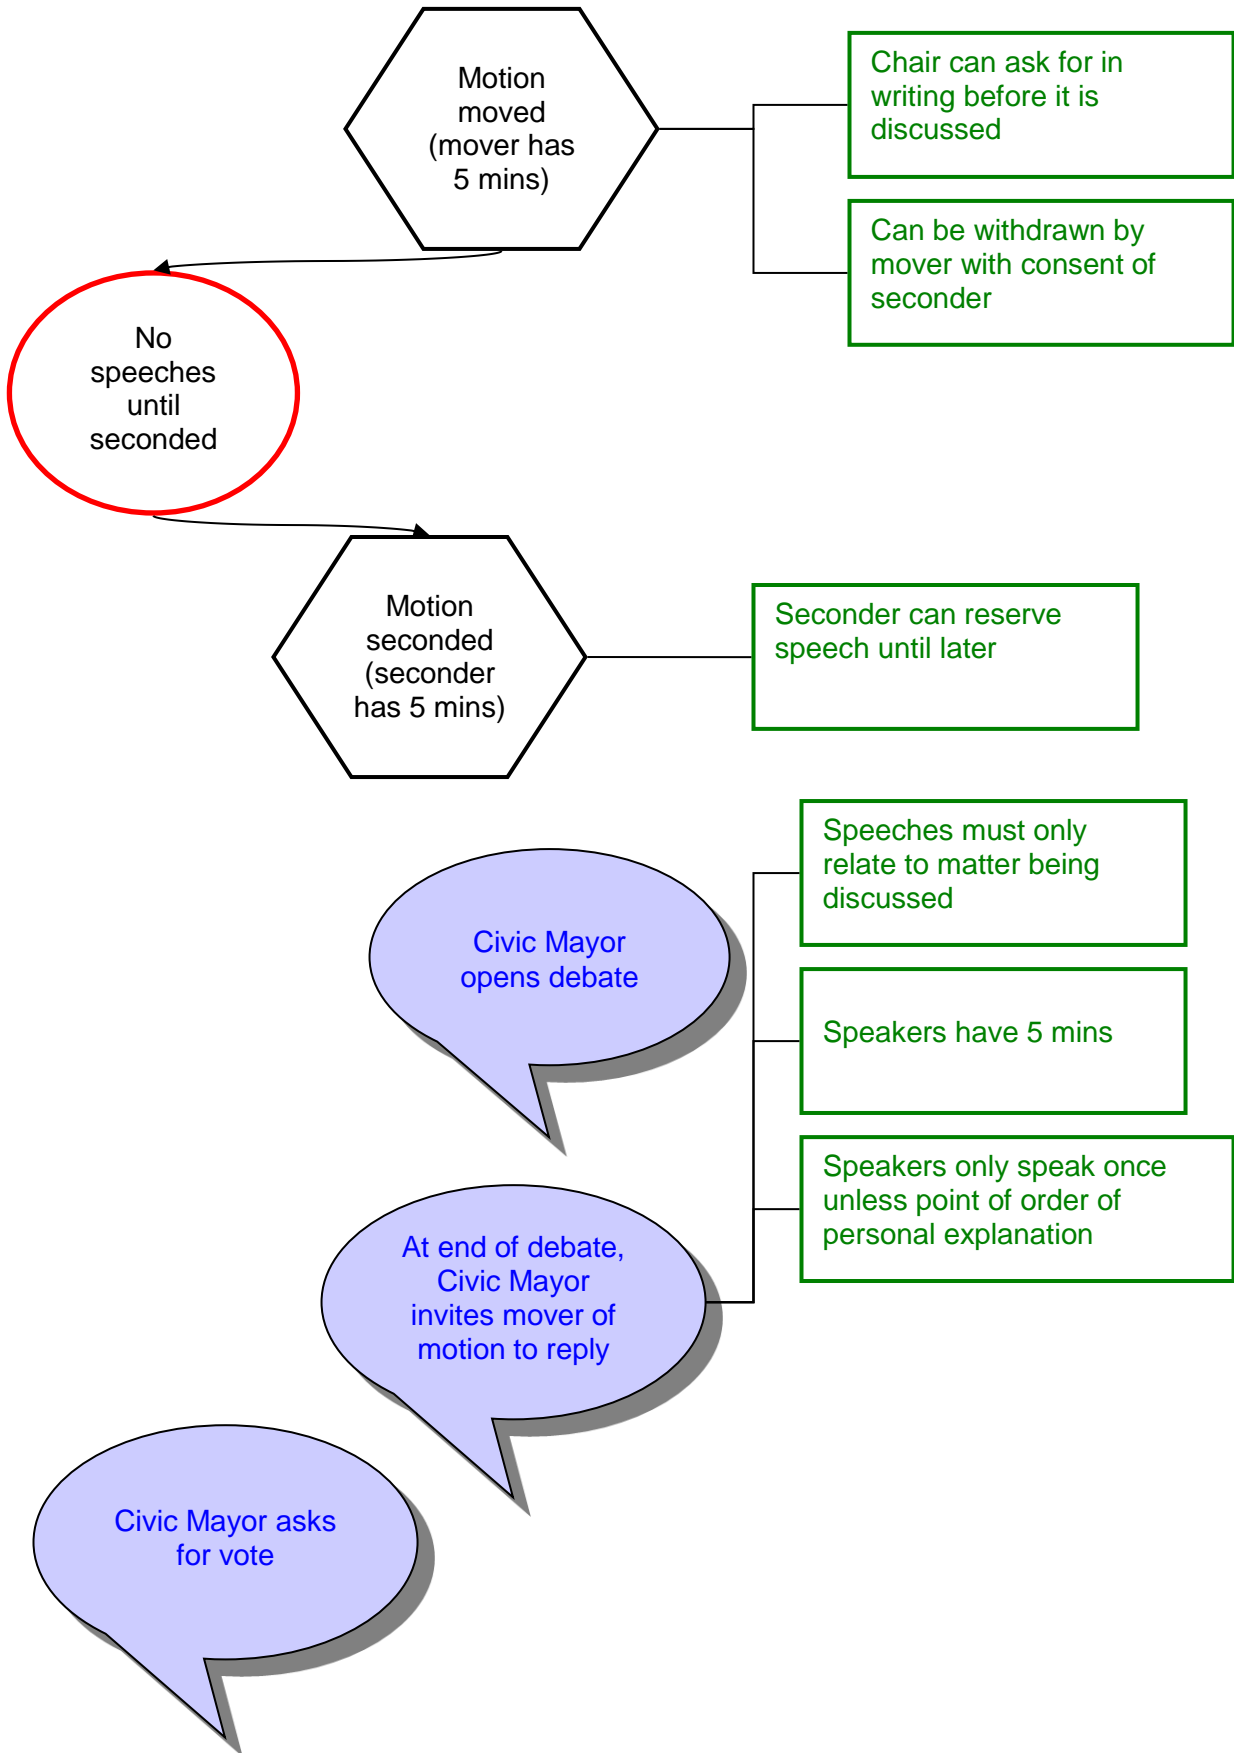 Motion
moved
(mover has
5 mins)
Chair can ask for in
writing before it is
discussed
Can be withdrawn by
mover with consent of
seconder
No
speeches
until
seconded
Motion
seconded
(seconder
has 5 mins)
Seconder can reserve
speech until later
Speeches must only
relate to matter being
discussed
Civic Mayor
opens debate
Speakers have 5 mins
Speakers only speak once
unless point of order of
personal explanation
At end of debate,
Civic Mayor
invites mover of
motion to reply
Civic Mayor asks
for vote